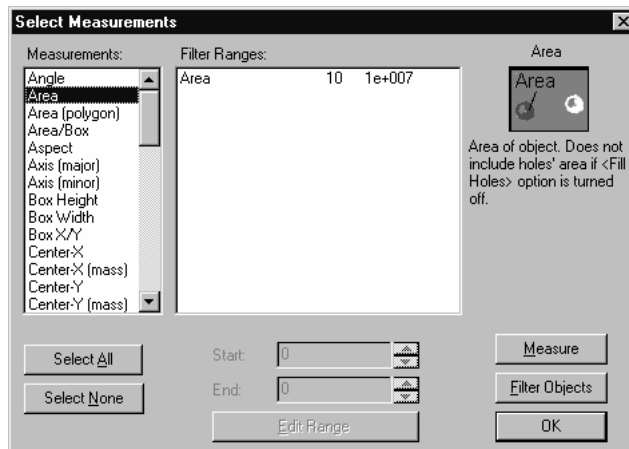 Select Measurements
Measurements:
Angle
Area
Area (polygon)
Area/Box
Aspect
Axis (major)
Axis (minor)
Box Height
Box Width
Box X/Y
Center-X
Center-X (mass)
Center-Y
Center-Y (mass)
Select All
Select None
Filter Ranges:
Area 10 1e+007
Start: 0
End: 0
Edit Range
Area
Area
Area of object. Does not
include holes' area if <Fill
Holes> option is turned
off.
Measure
Filter Objects
OK